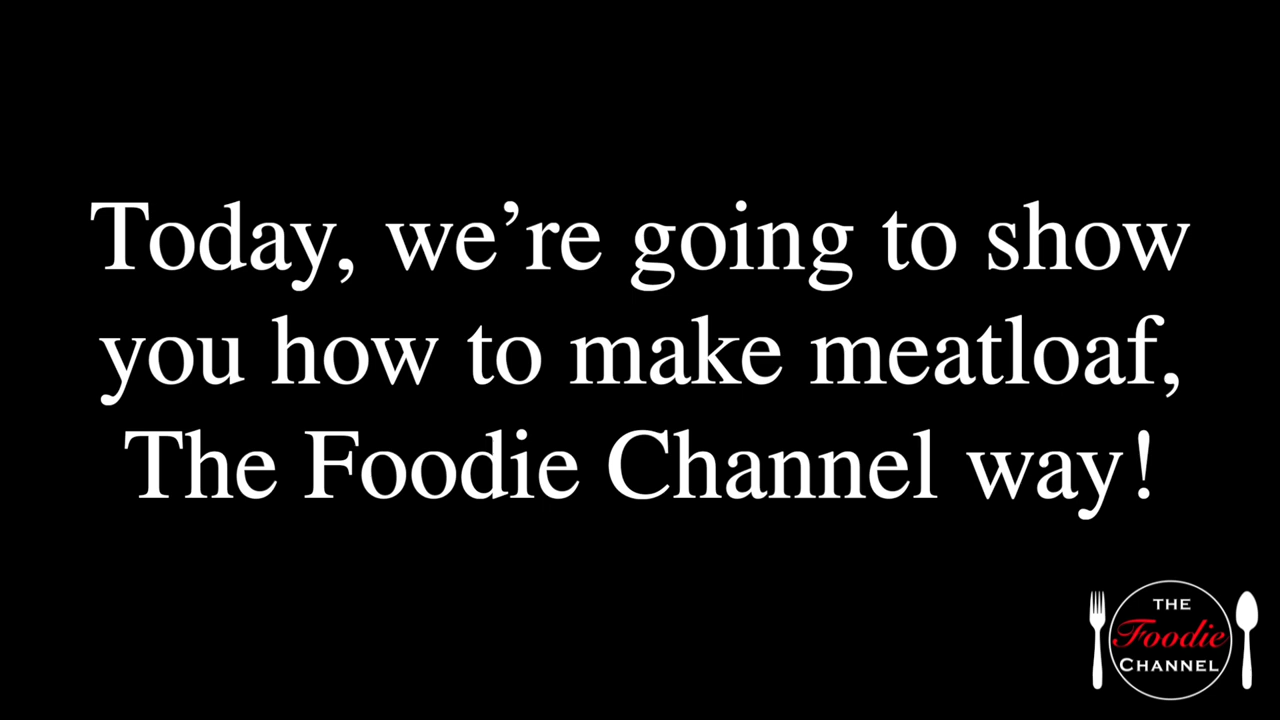 Today, we’re going to show
you how to make meatloaf,
The Foodie Channel way!
THE
Foodie
CHANNEL